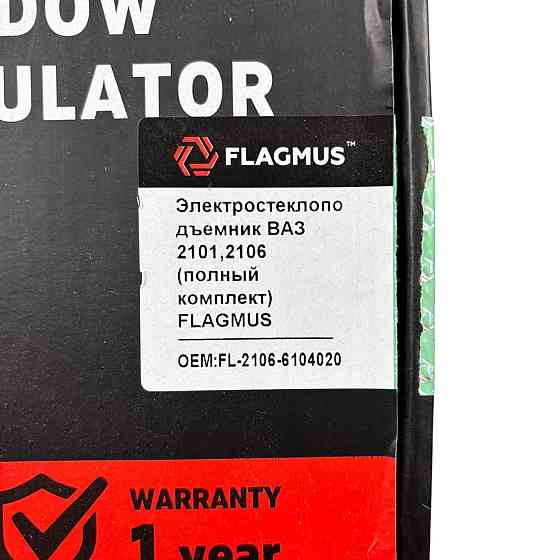 DOW
ULATOR
FLAGMUS™
Электростеклопо
дъемник ВАЗ
2101,2106
(полный
комплект)
FLAGMUS
OEM:FL-2106-6104020
WARRANTY
1 year